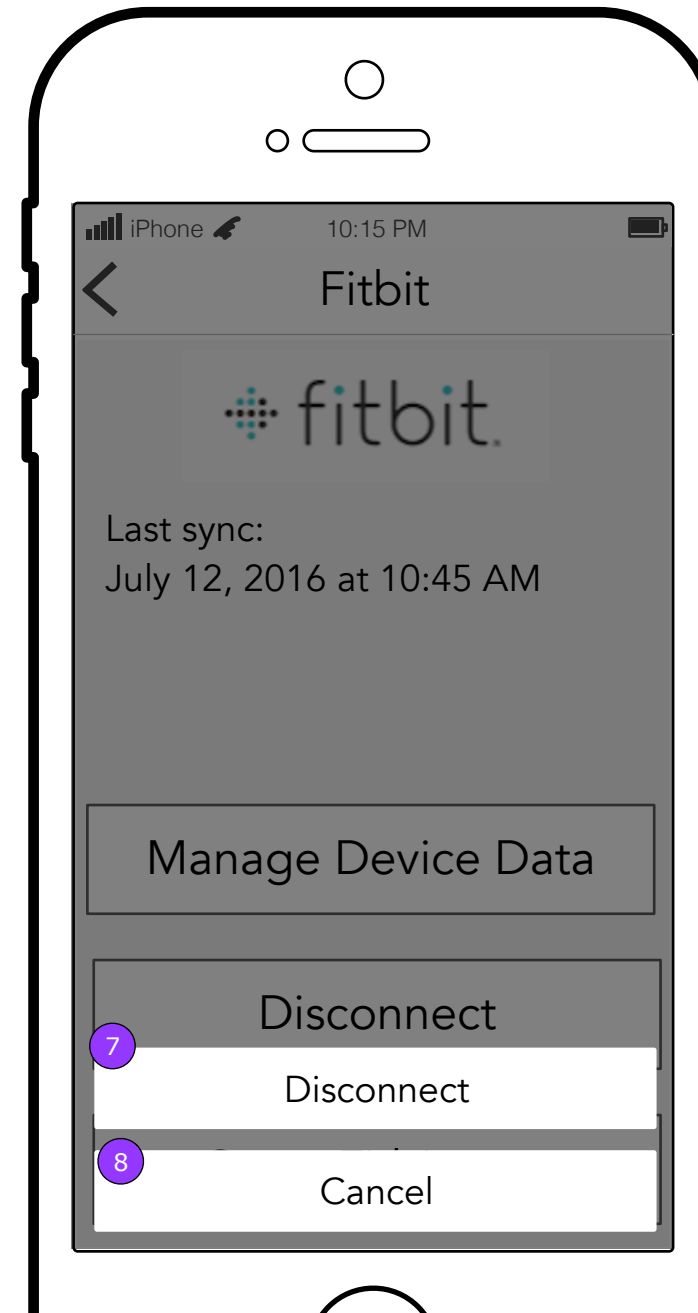 iPhone
10:15 PM
Fitbit
fitbit.
Last sync:
July 12, 2016 at 10:45 AM
Manage Device Data
Disconnect
7
Disconnect
8
Cancel